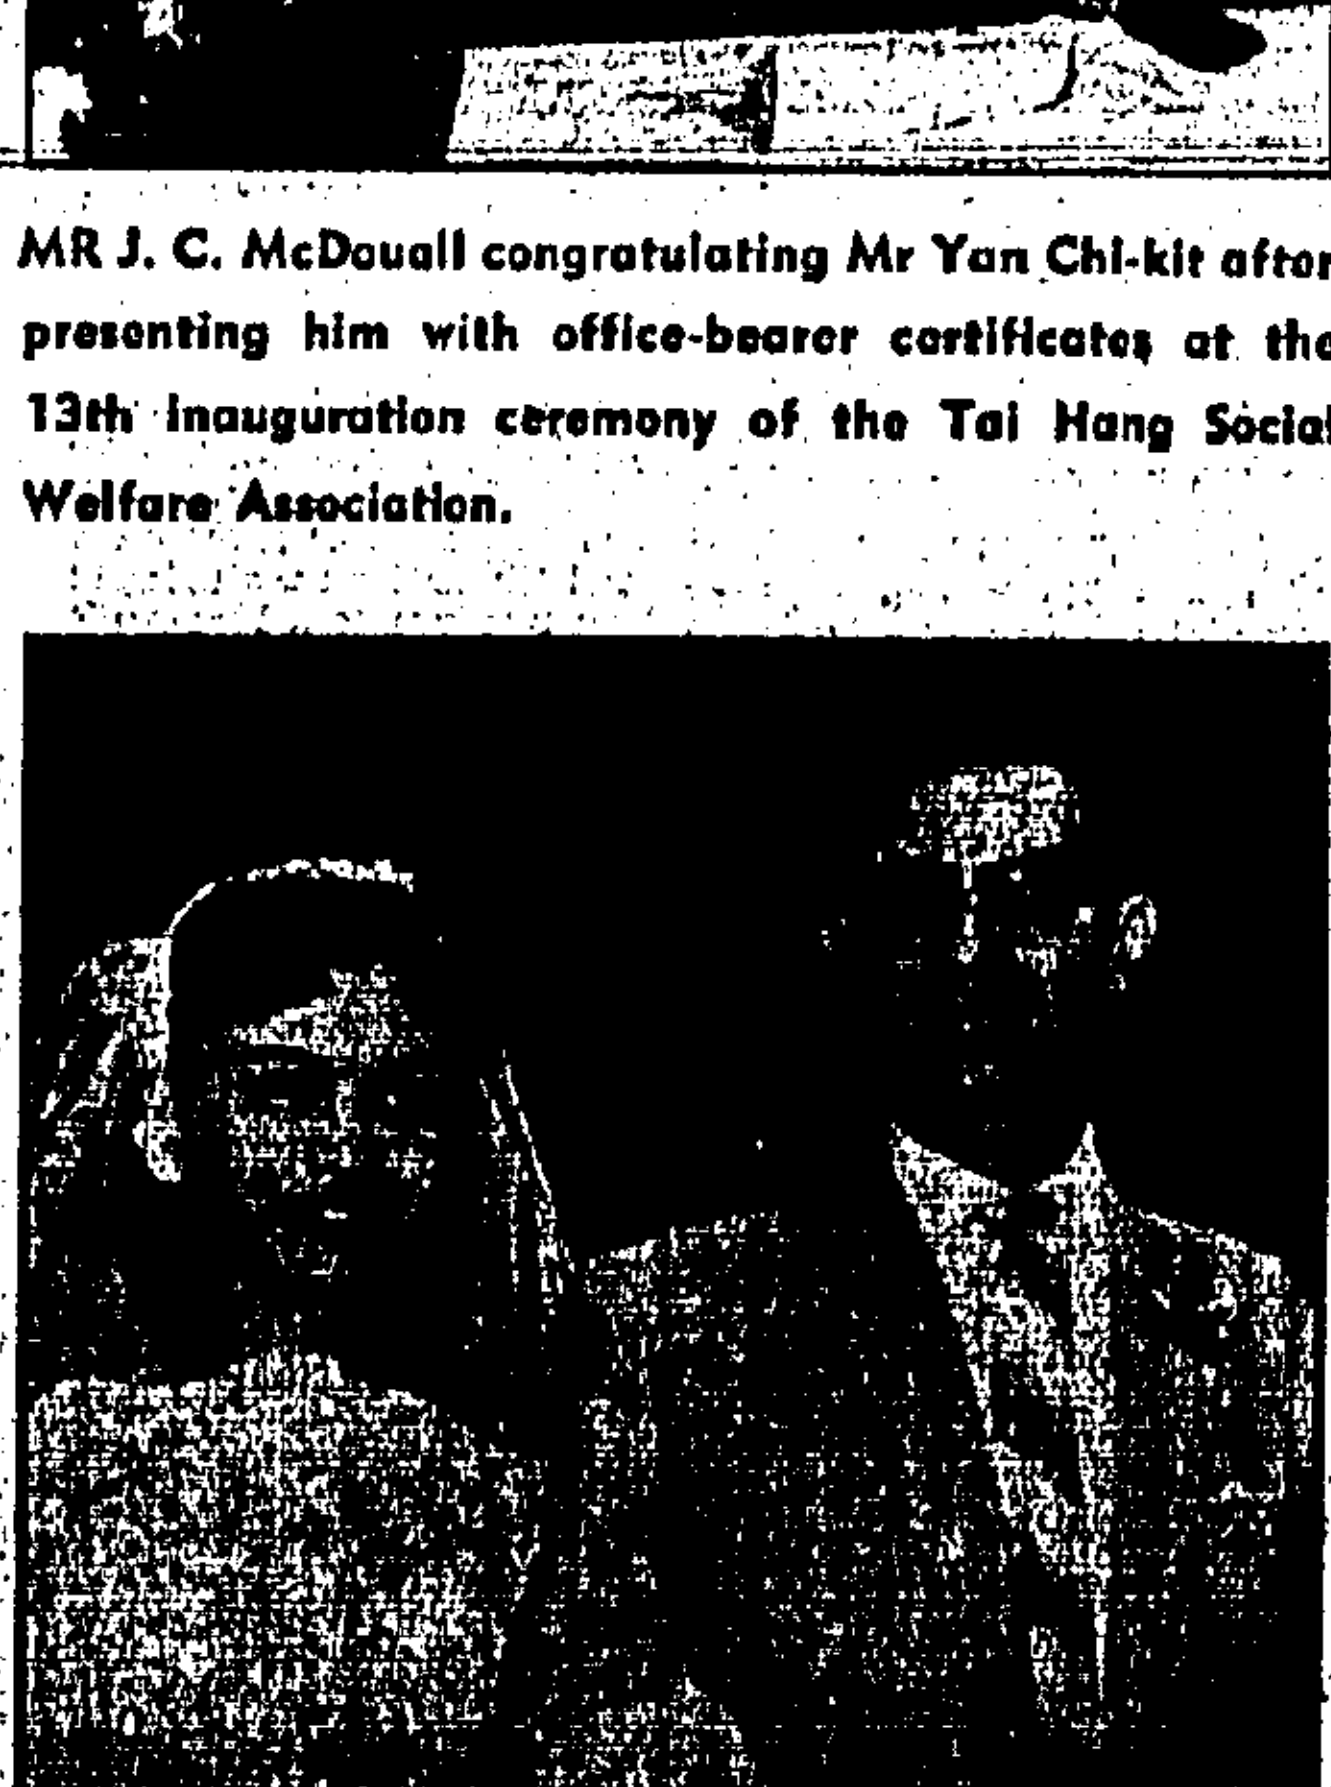 MR J. C. McDouall congratulating Mr Yan Chi-kit after
presenting him with office-bearer certificates at the
13th inauguration ceremony of the Tai Hang Social
Welfare Association.